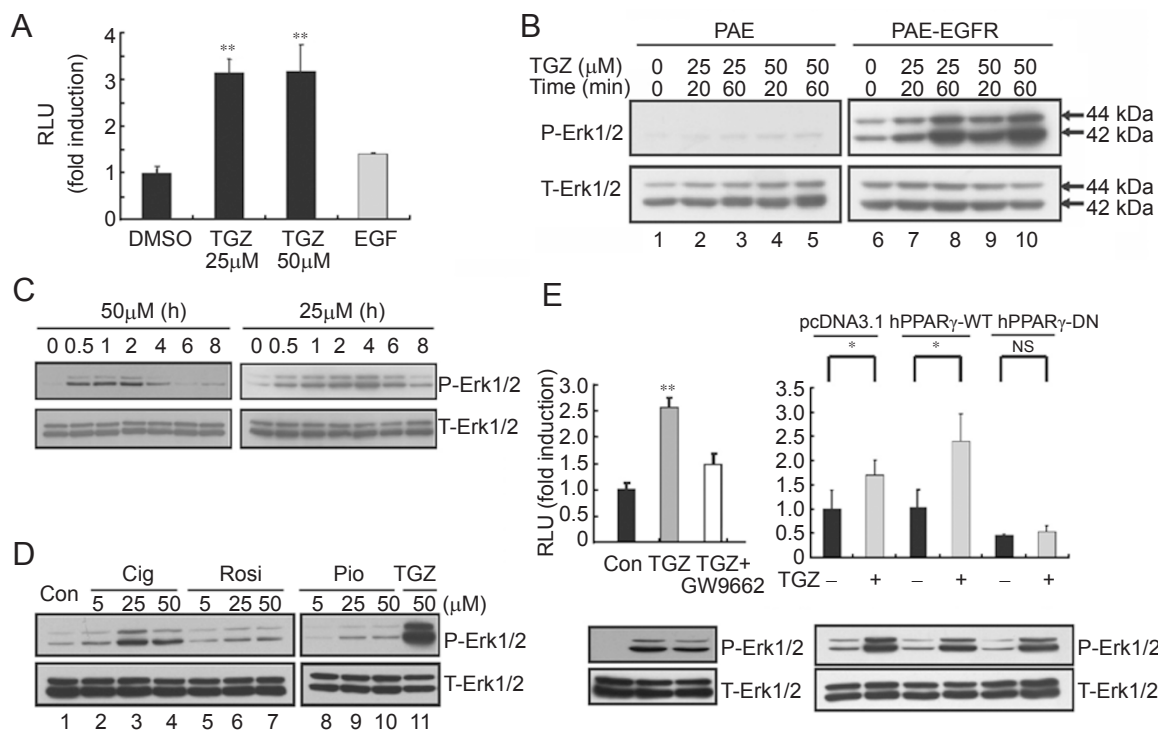 A
RLU
(fold induction)
4
3
2
1
0
** **
DMSO TGZ TGZ EGF
25μM 50μM
B
PAE PAE-EGFR
TGZ (μM) 0 25 25 50 50 0 25 25 50 50
Time (min) 0 20 60 20 60 0 20 60 20 60
P-Erk1/2
44 kDa
42 kDa
T-Erk1/2
44 kDa
42 kDa
1 2 3 4 5 6 7 8 9 10
C
50μM (h) 25μM (h)
0 0.5 1 2 4 6 8 0 0.5 1 2 4 6 8
P-Erk1/2
T-Erk1/2
D
Con Cig Rosi Pio TGZ
5 25 50 5 25 50 5 25 50 50 (μM)
P-Erk1/2
T-Erk1/2
1 2 3 4 5 6 7 8 9 10 11
E
RLU (fold induction)
3.0
2.5
2.0
1.5
1.0
0.5
**
Con TGZ TGZ+
GW9662
P-Erk1/2
T-Erk1/2
pcDNA3.1 hPPARγ-WT hPPARγ-DN
* * NS
3.5
3.0
2.5
2.0
1.5
1.0
0.5
0.0
TGZ – + – + – +
P-Erk1/2
T-Erk1/2